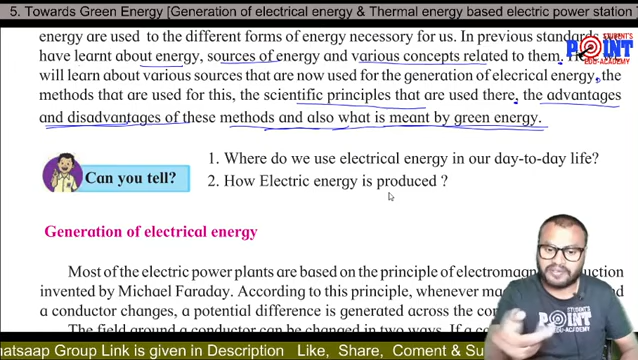 5. Towards Green Energy [Generation of electrical energy & Thermal energy based electric power station
energy are used to the different forms of energy necessary for us. In previous standards
have learnt about energy, sources of energy and various concepts related to them.
will learn about various sources that are now used for the generation of elecrical energy, the
methods that are used for this, the scientific principles that are used there, the advantages
and disadvantages of these methods and also what is meant by green energy.
STUDENT'S
POINT
EDU-ACADEMY
Can you tell?
1. Where do we use electrical energy in our day-to-day life?
2. How Electric energy is produced ?
Generation of electrical energy
Most of the electric power plants are based on the principle of
invented by Michael Faraday. According to this principle, whenever
a conductor changes, a potential difference is generated across the
The field around a conductor can be changed in two ways. If a
STUDENT'S
POINT
hatsaap Group Link is given in Description Like, Share, Coment &